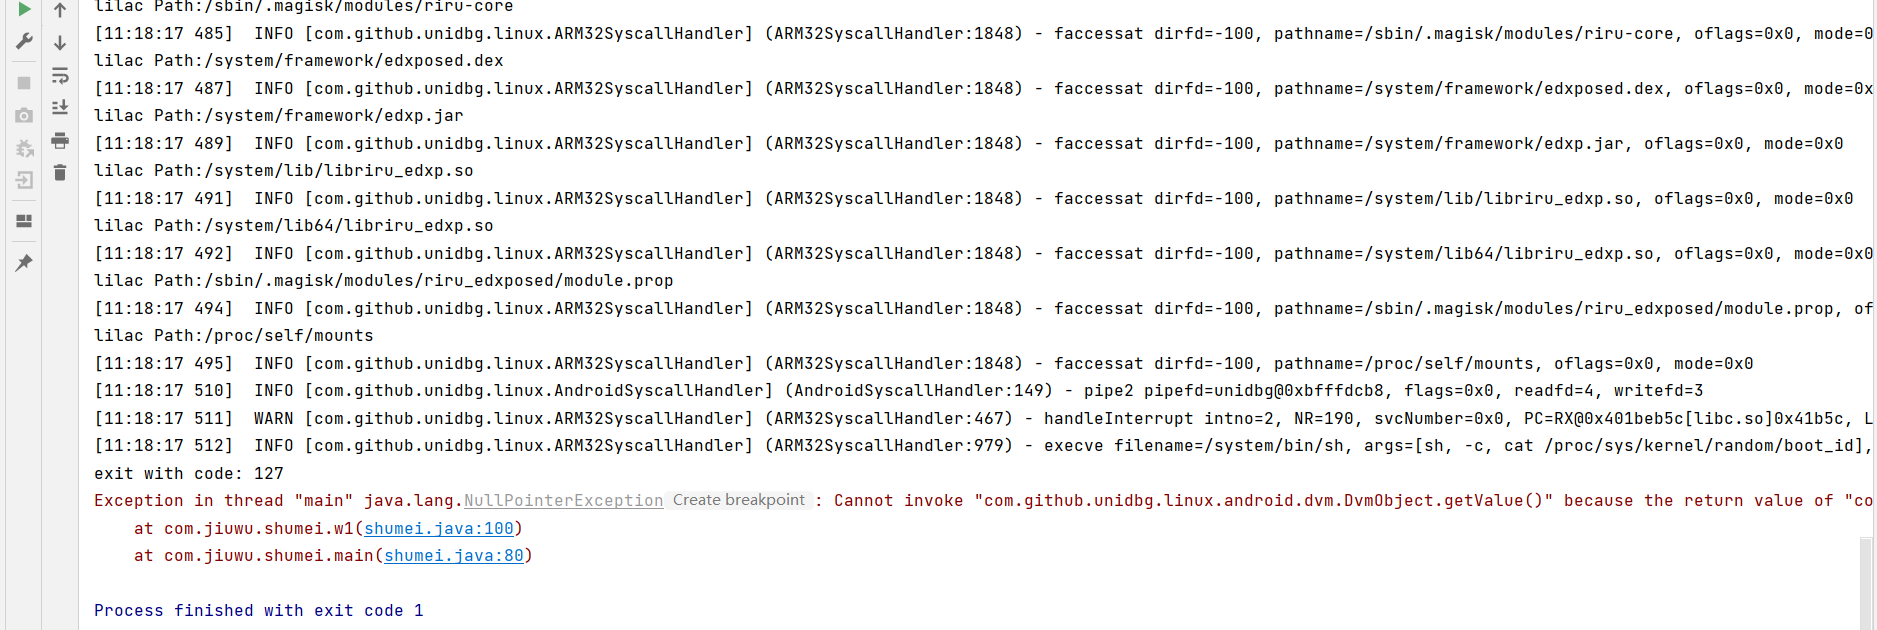 lilac Path:/sbin/.magisk/modules/riru-core
[11:18:17 485]  INFO [com.github.unidbg.linux.ARM32SyscallHandler] (ARM32SyscallHandler:1848) - faccessat dirfd=-100, pathname=/sbin/.magisk/modules/riru-core, oflags=0x0, mode=0
lilac Path:/system/framework/edxposed.dex
[11:18:17 487]  INFO [com.github.unidbg.linux.ARM32SyscallHandler] (ARM32SyscallHandler:1848) - faccessat dirfd=-100, pathname=/system/framework/edxposed.dex, oflags=0x0, mode=0x
lilac Path:/system/framework/edxp.jar
[11:18:17 489]  INFO [com.github.unidbg.linux.ARM32SyscallHandler] (ARM32SyscallHandler:1848) - faccessat dirfd=-100, pathname=/system/framework/edxp.jar, oflags=0x0, mode=0x0
lilac Path:/system/lib/libriru_edxp.so
[11:18:17 491]  INFO [com.github.unidbg.linux.ARM32SyscallHandler] (ARM32SyscallHandler:1848) - faccessat dirfd=-100, pathname=/system/lib/libriru_edxp.so, oflags=0x0, mode=0x0
lilac Path:/system/lib64/libriru_edxp.so
[11:18:17 492]  INFO [com.github.unidbg.linux.ARM32SyscallHandler] (ARM32SyscallHandler:1848) - faccessat dirfd=-100, pathname=/system/lib64/libriru_edxp.so, oflags=0x0, mode=0x0
lilac Path:/sbin/.magisk/modules/riru_edxposed/module.prop
[11:18:17 494]  INFO [com.github.unidbg.linux.ARM32SyscallHandler] (ARM32SyscallHandler:1848) - faccessat dirfd=-100, pathname=/sbin/.magisk/modules/riru_edxposed/module.prop, of
lilac Path:/proc/self/mounts
[11:18:17 495]  INFO [com.github.unidbg.linux.ARM32SyscallHandler] (ARM32SyscallHandler:1848) - faccessat dirfd=-100, pathname=/proc/self/mounts, oflags=0x0, mode=0x0
[11:18:17 510]  INFO [com.github.unidbg.linux.AndroidSyscallHandler] (AndroidSyscallHandler:149) - pipe2 pipefd=unidbg@0xbfffdcb8, flags=0x0, readfd=4, writefd=3
[11:18:17 511]  WARN [com.github.unidbg.linux.ARM32SyscallHandler] (ARM32SyscallHandler:467) - handleInterrupt intno=2, NR=190, svcNumber=0x0, PC=RX@0x401beb5c[libc.so]0x41b5c, L
[11:18:17 512]  INFO [com.github.unidbg.linux.ARM32SyscallHandler] (ARM32SyscallHandler:979) - execve filename=/system/bin/sh, args=[sh, -c, cat /proc/sys/kernel/random/boot_id],
exit with code: 127
Exception in thread "main" java.lang.NullPointerException Create breakpoint : Cannot invoke "com.github.unidbg.linux.android.dvm.DvmObject.getValue()" because the return value of "co
    at com.jiuwu.shumei.w1(shumei.java:100)
    at com.jiuwu.shumei.main(shumei.java:80)
Process finished with exit code 1